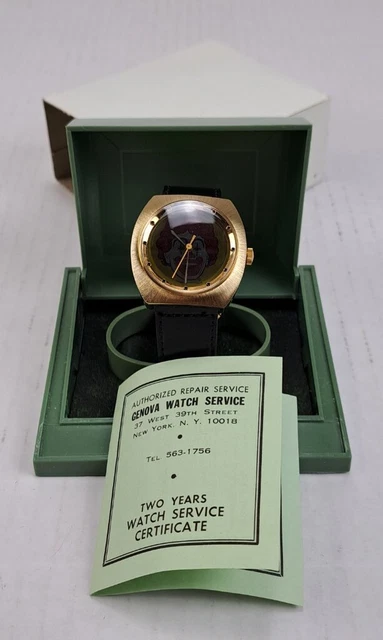 AUTHORIZED REPAIR SERVICE
GENOVA WATCH SERVICE
37 WEST 39TH STREET
NEW YORK, N. Y. 10018
TEL 563-1756
TWO YEARS
WATCH SERVICE
CERTIFICATE